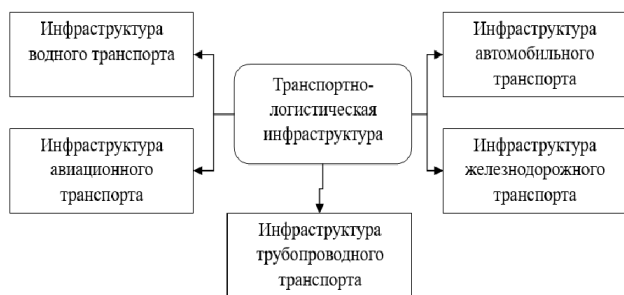 Инфраструктура
водного транспорта
Инфраструктура
автомобильного
транспорта
Транспортно-
логистическая
инфраструктура
Инфраструктура
авиационного
транспорта
Инфраструктура
железнодорожного
транспорта
Инфраструктура
трубопроводного
транспорта